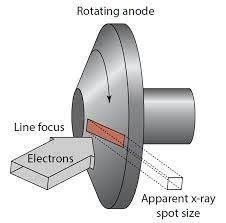 Rotating anode
Line focus
Electrons
Apparent x-ray
spot size